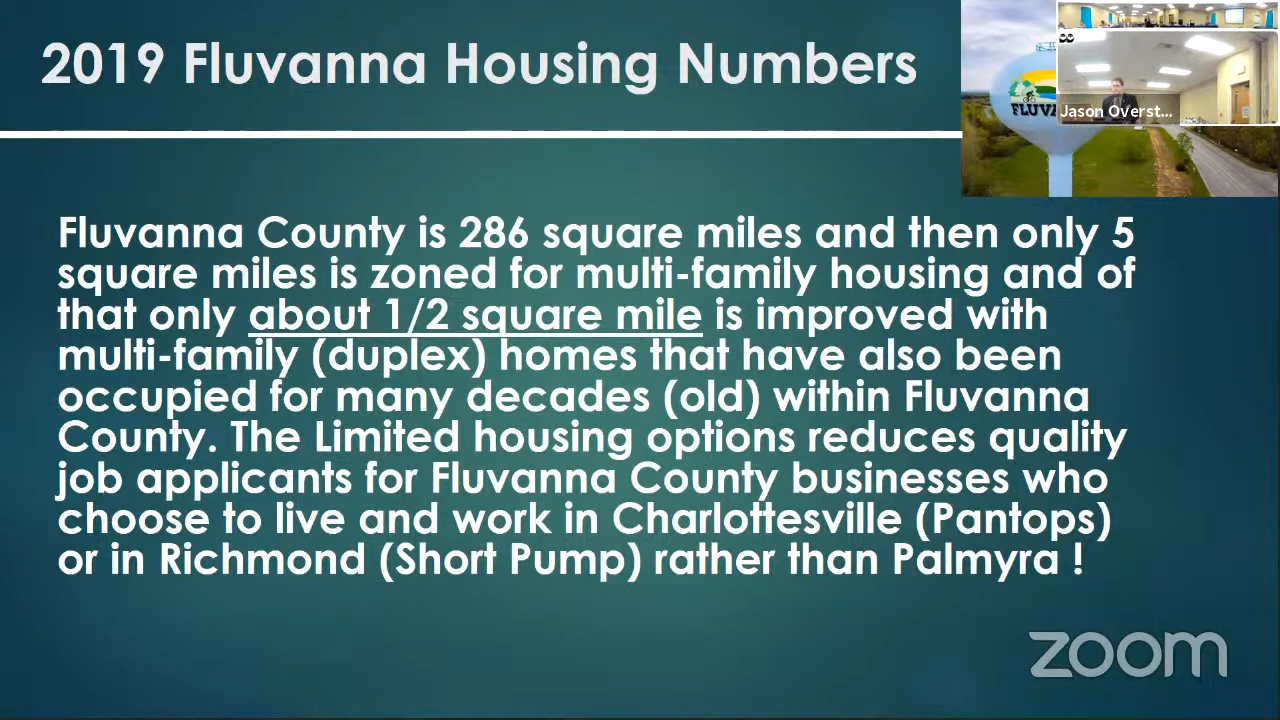 2019 Fluvanna Housing Numbers
Jason Overst...
Fluvanna County is 286 square miles and then only 5
square miles is zoned for multi-family housing and of
that only about 1/2 square mile is improved with
multi-family (duplex) homes that have also been
occupied for many decades (old) within Fluvanna
County. The Limited housing options reduces quality
job applicants for Fluvanna County businesses who
choose to live and work in Charlottesville (Pantops)
or in Richmond (Short Pump) rather than Palmyra !
zoom